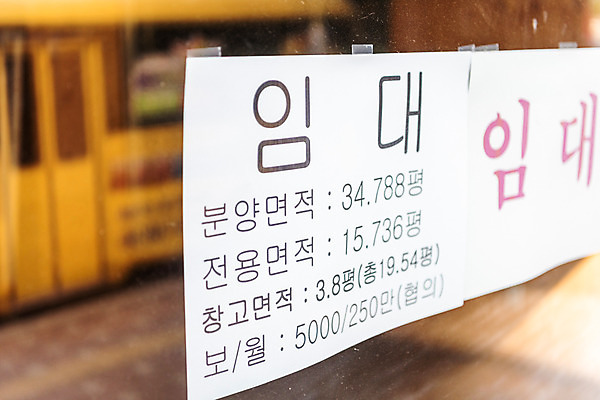 임 대
분양면적 : 34.788평
전용면적 : 15.736평
창고면적 : 3.8평(총19.54평)
보/월 : 5000/250만(협의)
임 대